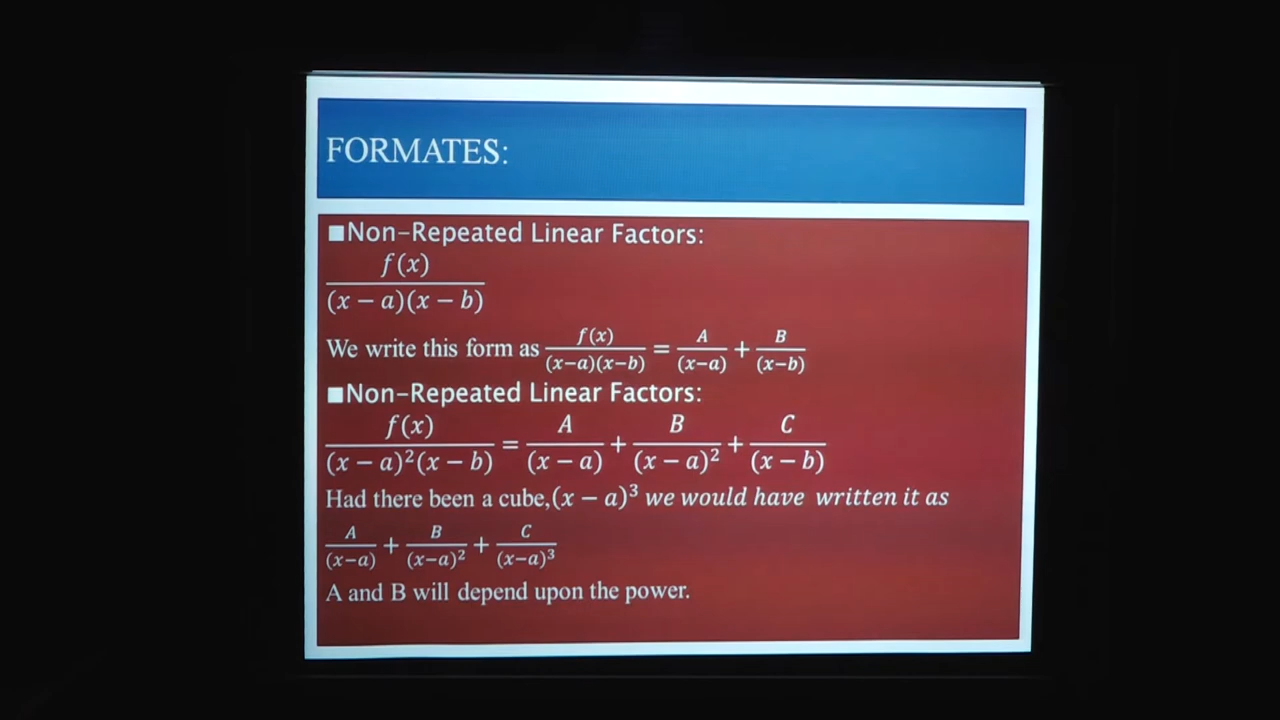 FORMATES:
■Non-Repeated Linear Factors:
f(x)/((x − a)(x − b))
We write this form as f(x)/((x−a)(x−b)) = A/(x−a) + B/(x−b)
■Non-Repeated Linear Factors:
f(x)/((x − a)²(x − b)) = A/(x − a) + B/(x − a)² + C/(x − b)
Had there been a cube,(x − a)³ we would have written it as
A/(x−a) + B/(x−a)² + C/(x−a)³
A and B will depend upon the power.